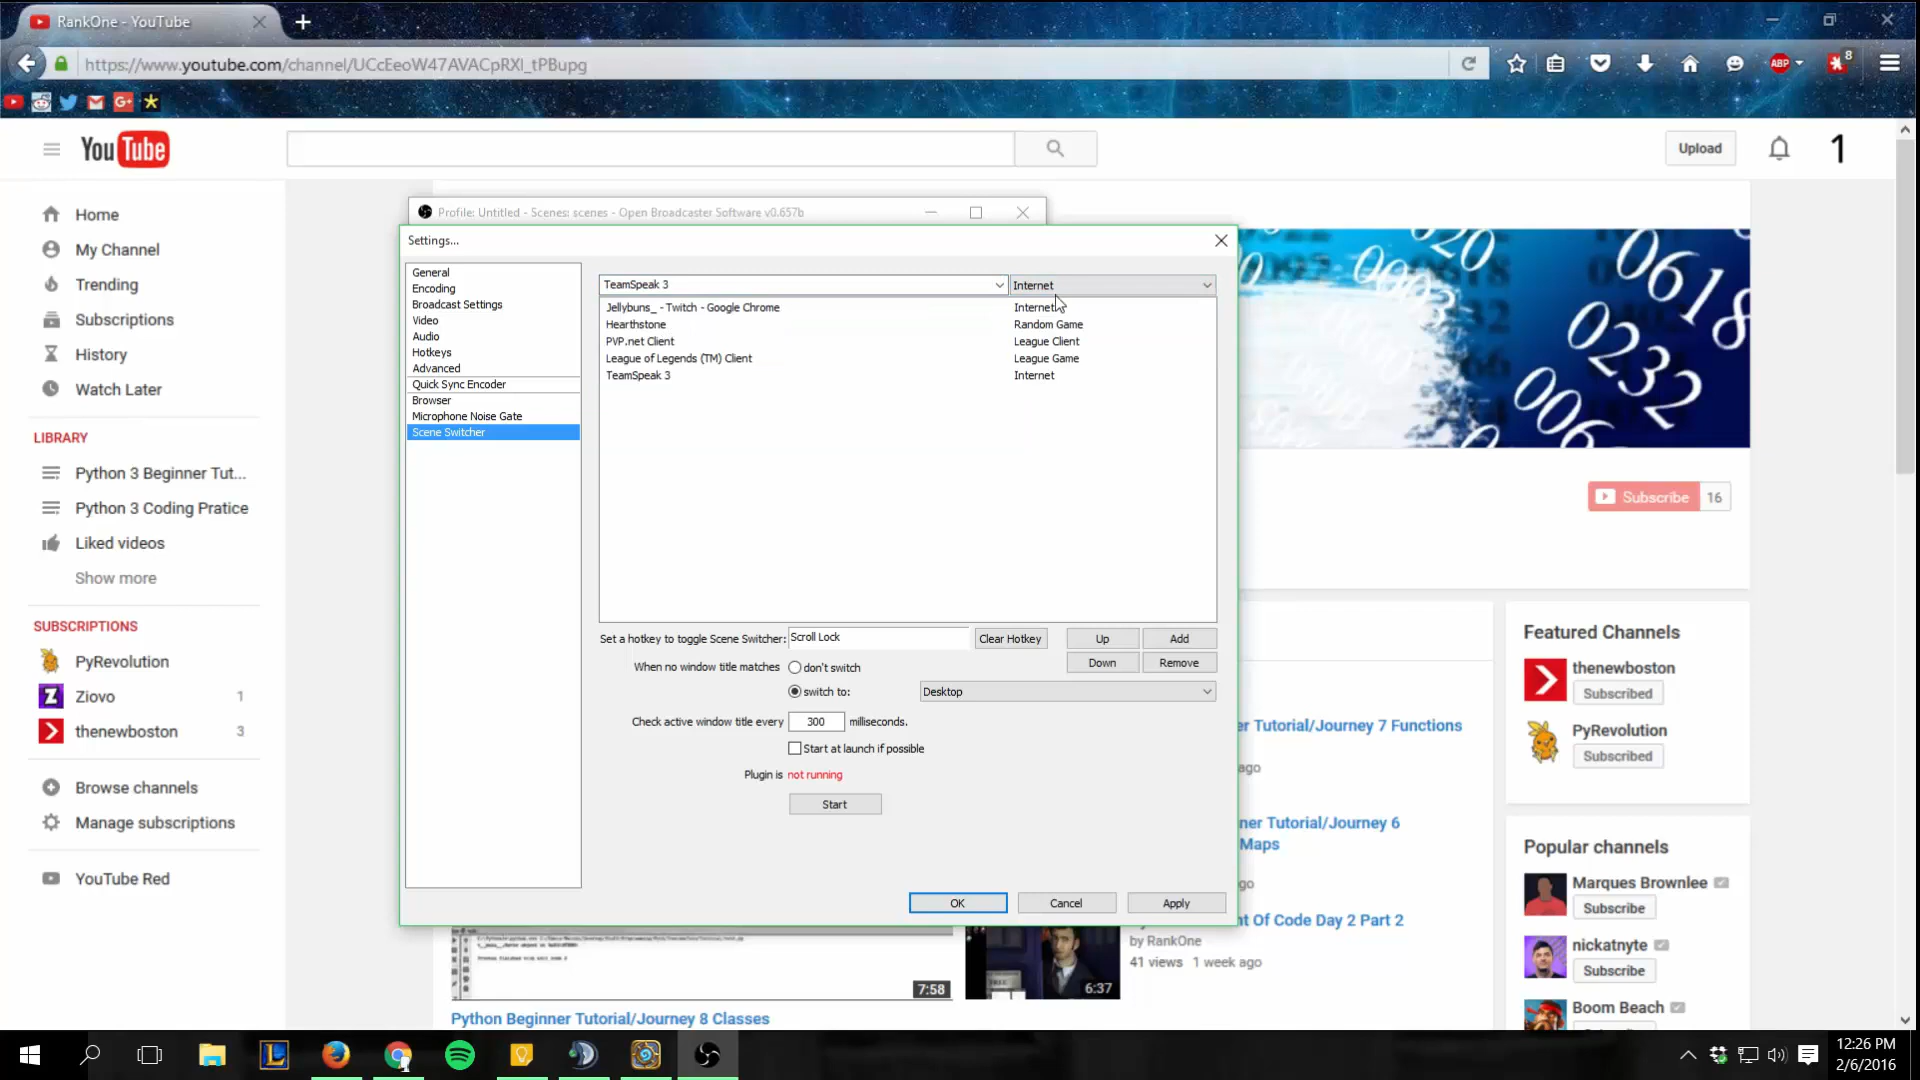 RankOne - YouTube
https://www.youtube.com/channel/UCcEeoW47AVACpRXl_tPBupg
ABP
8
YouTube
Upload
1
Home
My Channel
Trending
Subscriptions
History
Watch Later
LIBRARY
Python 3 Beginner Tut...
Python 3 Coding Pratice
Liked videos
Show more
SUBSCRIPTIONS
PyRevolution
Ziovo 1
thenewboston 3
Browse channels
Manage subscriptions
YouTube Red
Profile: Untitled - Scenes: scenes - Open Broadcaster Software v0.657b
Settings...
General
Encoding
Broadcast Settings
Video
Audio
Hotkeys
Advanced
Quick Sync Encoder
Browser
Microphone Noise Gate
Scene Switcher
TeamSpeak 3 Internet
Jellybuns_ - Twitch - Google Chrome Internet
Hearthstone Random Game
PVP.net Client League Client
League of Legends (TM) Client League Game
TeamSpeak 3 Internet
Set a hotkey to toggle Scene Switcher: Scroll Lock Clear Hotkey Up Add
Down Remove
When no window title matches don't switch
switch to: Desktop
Check active window title every 300 milliseconds.
Start at launch if possible
Plugin is not running
Start
OK Cancel Apply
020
0618
0232
Subscribe 16
er Tutorial/Journey 7 Functions
ago
ner Tutorial/Journey 6
Maps
go
nt Of Code Day 2 Part 2
by RankOne
41 views 1 week ago
7:58
6:37
Python Beginner Tutorial/Journey 8 Classes
Featured Channels
thenewboston
Subscribed
PyRevolution
Subscribed
Popular channels
Marques Brownlee
Subscribe
nickatnyte
Subscribe
Boom Beach
12:26 PM
2/6/2016